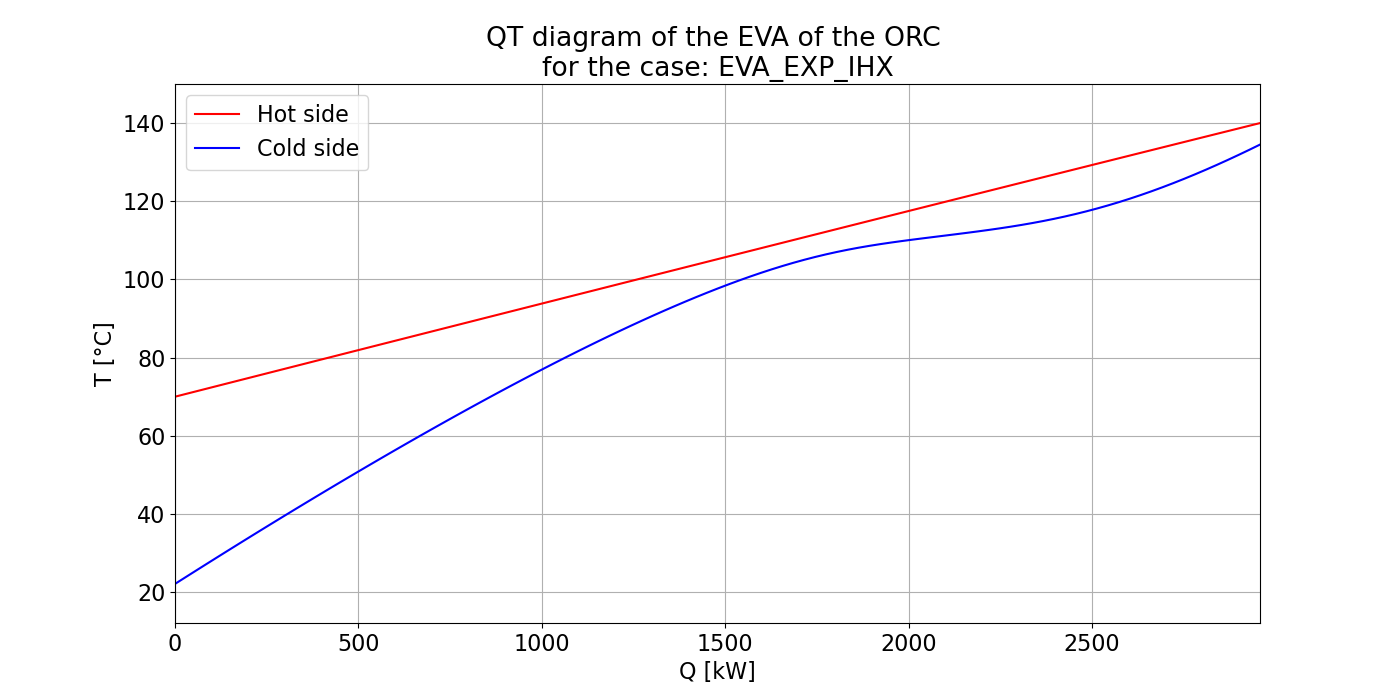 QT diagram of the EVA of the ORC
for the case: EVA_EXP_IHX
Hot side
Cold side
T [°C]
140
120
100
80
60
40
20
0
500
1000
1500
2000
2500
Q [kW]